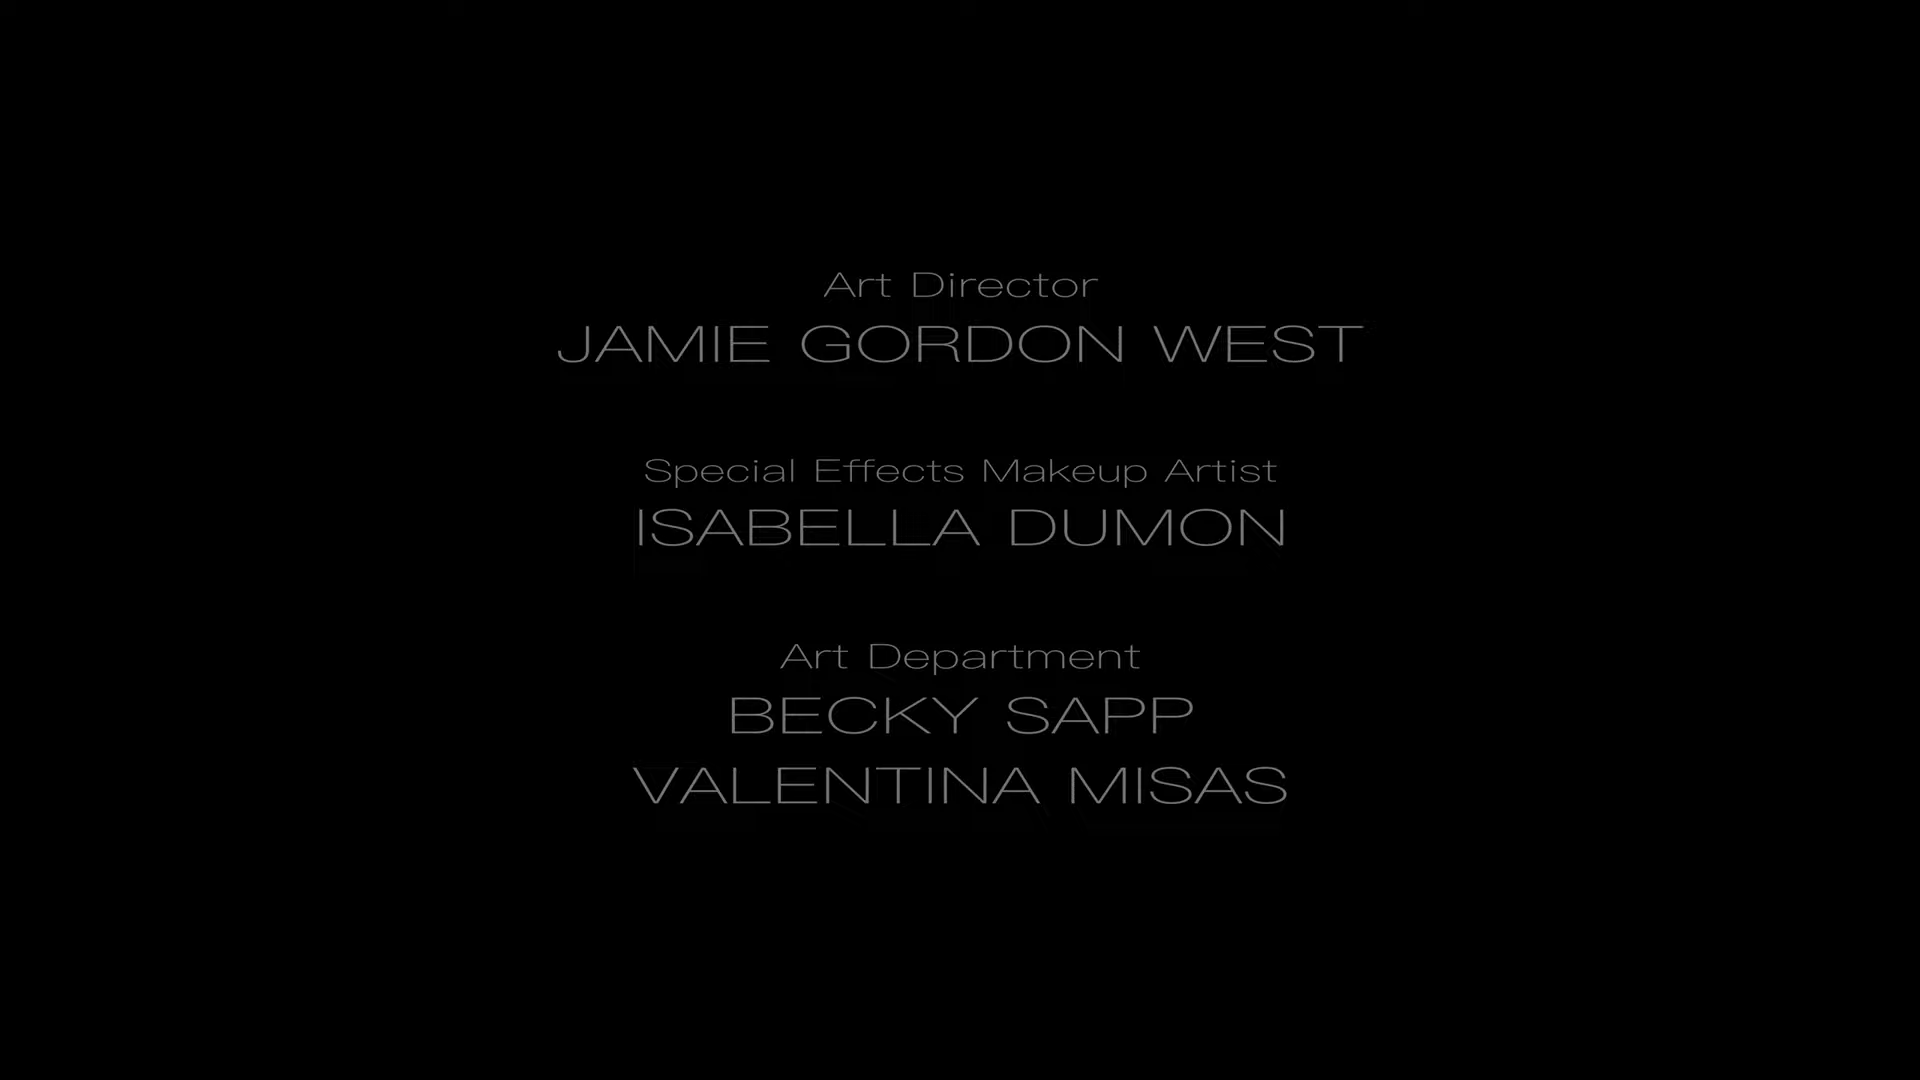 Art Director
JAMIE GORDON WEST
Special Effects Makeup Artist
ISABELLA DUMON
Art Department
BECKY SAPP
VALENTINA MISAS